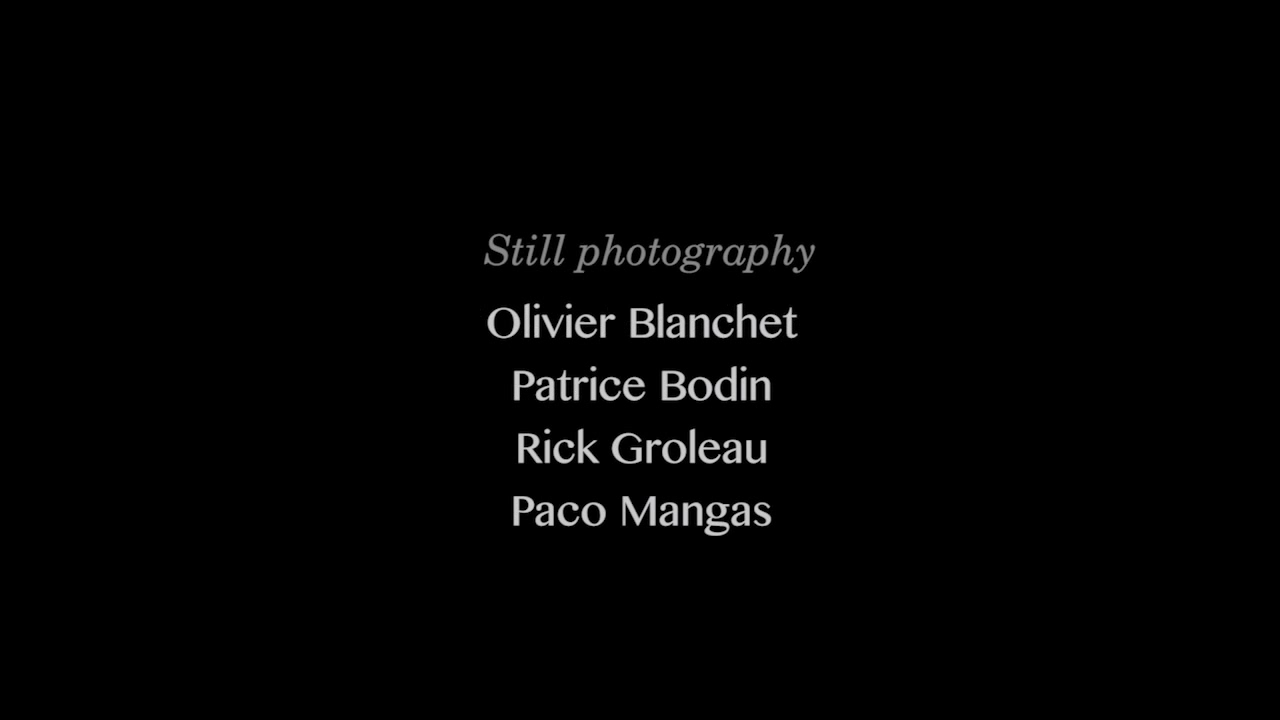 Still photography
Olivier Blanchet
Patrice Bodin
Rick Groleau
Paco Mangas